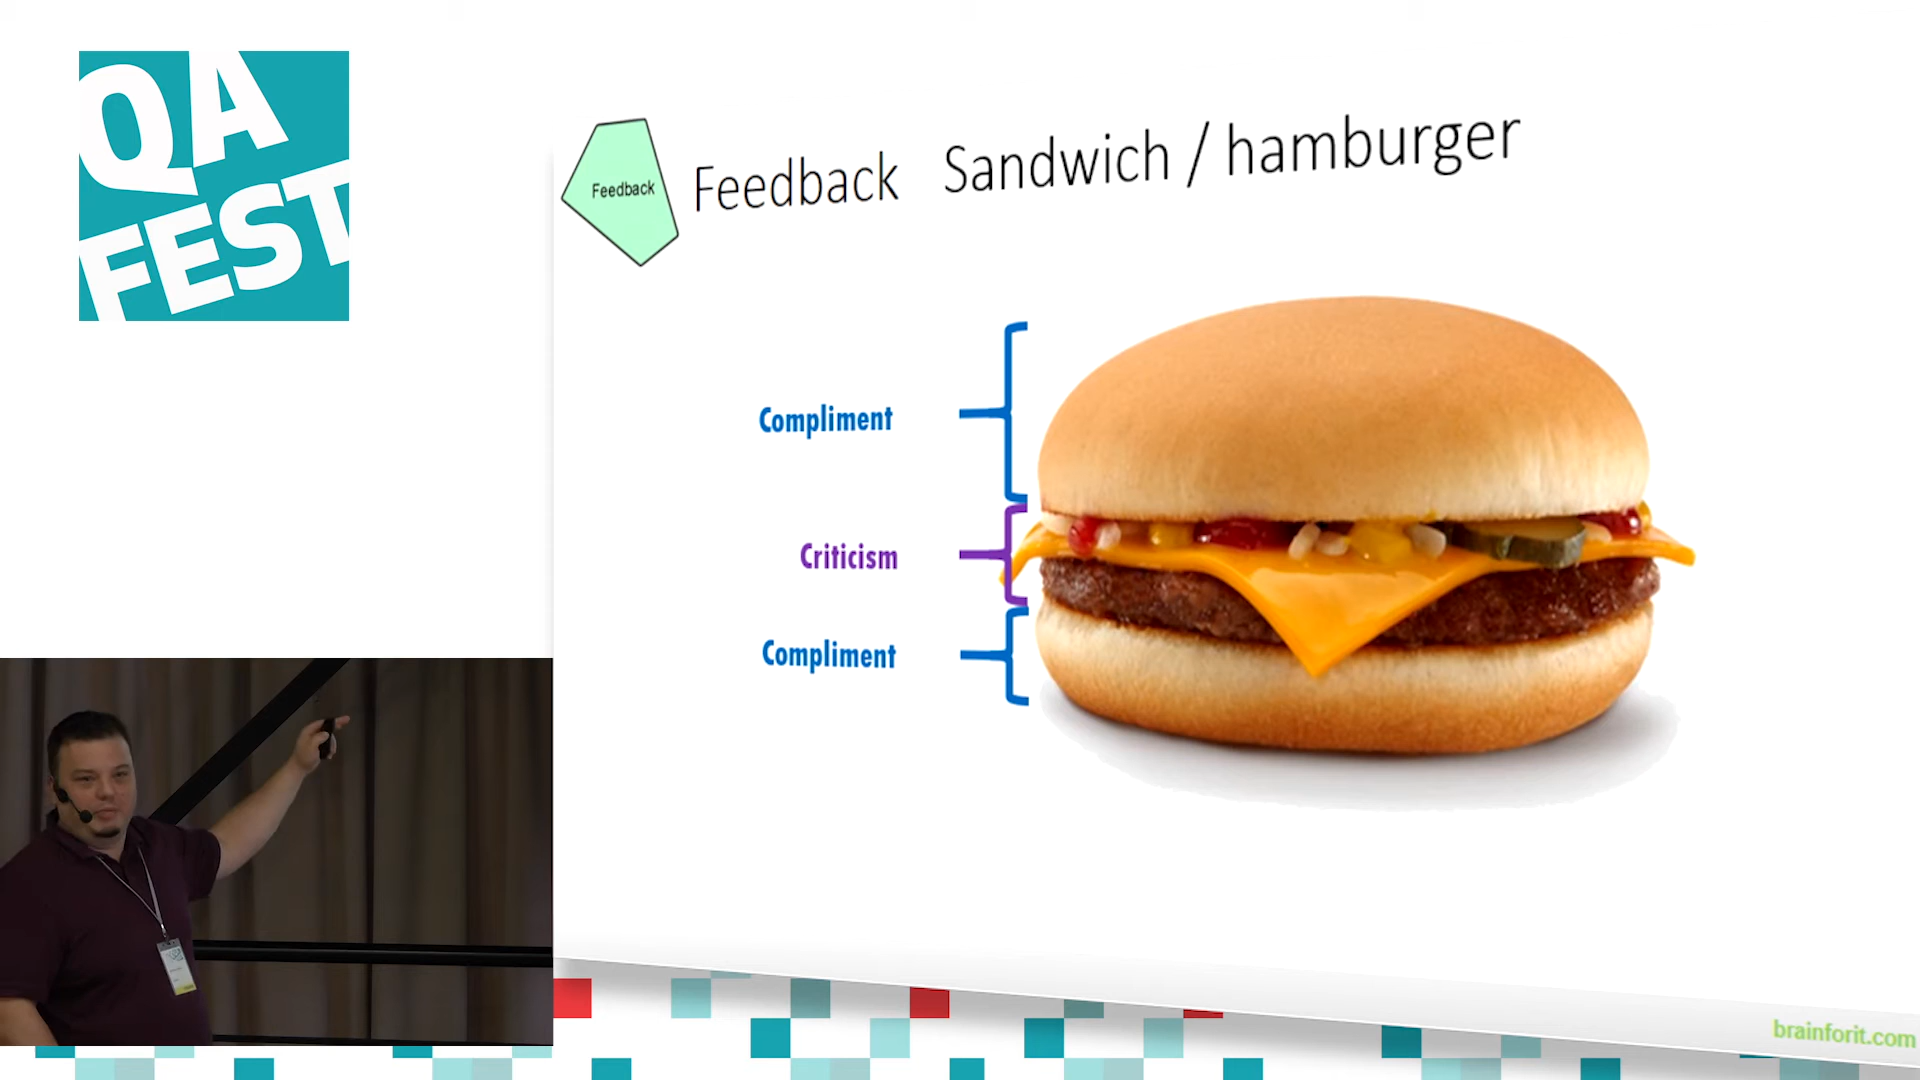 QA
FEST
Feedback
Feedback Sandwich / hamburger
Compliment
Criticism
Compliment
brainforit.com